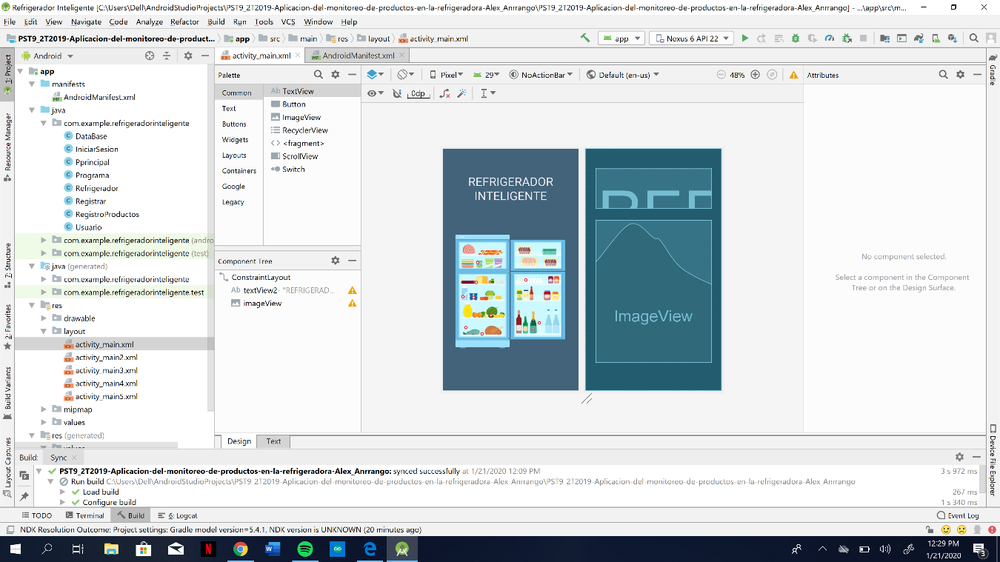 Refrigerador Inteligente [C:\Users\Dell\AndroidStudioProjects\PST9_2T2019-Aplicacion-del-monitoreo-de-productos-en-la-refrigeradora-Alex_Anrrango\PST9_2T2019-Aplicacion-del-monitoreo-de-productos-en-la-refrigeradora-Alex_Anrrango] - ...\app\src\m...
File Edit View Navigate Code Analyze Refactor Build Run Tools VCS Window Help
PST9_2T2019-Aplicacion-del-monitoreo-de-product... app src main res layout activity_main.xml app Nexus 6 API 22
1: Project
Resource Manager
Z: Structure
2: Favorites
Build Variants
Layout Captures
Android
app
manifests
AndroidManifest.xml
java
com.example.refrigeradorinteligente
DataBase
IniciarSesion
Pprincipal
Programa
Refrigerador
Registrar
RegistroProductos
Usuario
com.example.refrigeradorinteligente (andro
com.example.refrigeradorinteligente (test)
java (generated)
com.example.refrigeradorinteligente
com.example.refrigeradorinteligente.test
res
drawable
layout
activity_main.xml
activity_main2.xml
activity_main3.xml
activity_main4.xml
activity_main5.xml
mipmap
values
res (generated)
activity_main.xml AndroidManifest.xml
Palette
Common
Text
Buttons
Widgets
Layouts
Containers
Google
Legacy
Ab TextView
Button
ImageView
RecyclerView
<fragment>
ScrollView
Switch
Component Tree
ConstraintLayout
Ab textView2- "REFRIGERAD...
imageView
Pixel 29 NoActionBar Default (en-us) 48%
0dp
REFRIGERADOR
INTELIGENTE
ImageView
Attributes
No component selected.
Select a component in the Component
Tree or on the Design Surface.
Gradle
Device File Explorer
Design Text
Build: Sync
PST9_2T2019-Aplicacion-del-monitoreo-de-productos-en-la-refrigeradora-Alex_Anrrango: synced successfully at 1/21/2020 12:09 PM 3 s 972 ms
Run build C:\Users\Dell\AndroidStudioProjects\PST9_2T2019-Aplicacion-del-monitoreo-de-productos-en-la-refrigeradora-Alex_Anrrango\PST9_2T2019-Aplicacion-del-monitoreo-de-productos-en-la-refrigeradora-Alex_Anrrango
Load build 267 ms
Configure build 1 s 340 ms
TODO Terminal Build 6: Logcat Event Log
NDK Resolution Outcome: Project settings: Gradle model version=5.4.1, NDK version is UNKNOWN (20 minutes ago)
12:29 PM
1/21/2020
3